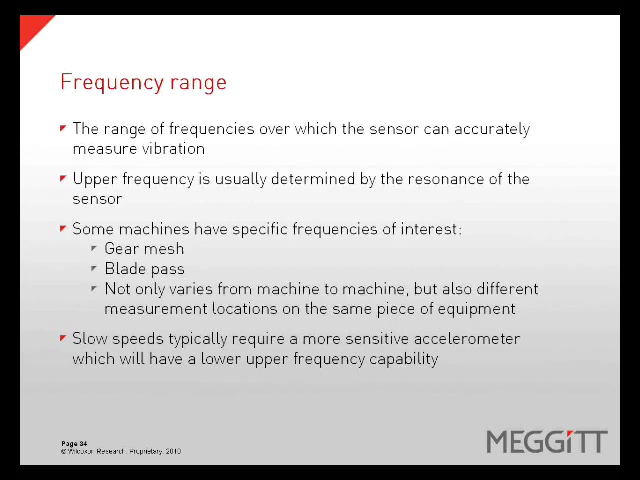 Frequency range
The range of frequencies over which the sensor can accurately
measure vibration
Upper frequency is usually determined by the resonance of the
sensor
Some machines have specific frequencies of interest:
Gear mesh
Blade pass
Not only varies from machine to machine, but also different
measurement locations on the same piece of equipment
Slow speeds typically require a more sensitive accelerometer
which will have a lower upper frequency capability
Page 34
© Wilcoxon Research Proprietary, 2010
MEGGITT